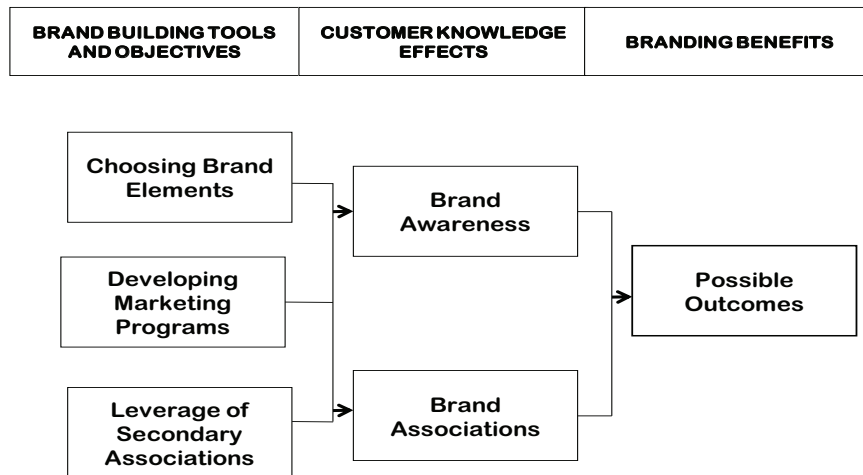 BRAND BUILDING TOOLS
AND OBJECTIVES
CUSTOMER KNOWLEDGE
EFFECTS
BRANDING BENEFITS
Choosing Brand
Elements
Developing
Marketing
Programs
Leverage of
Secondary
Associations
Brand
Awareness
Brand
Associations
Possible
Outcomes